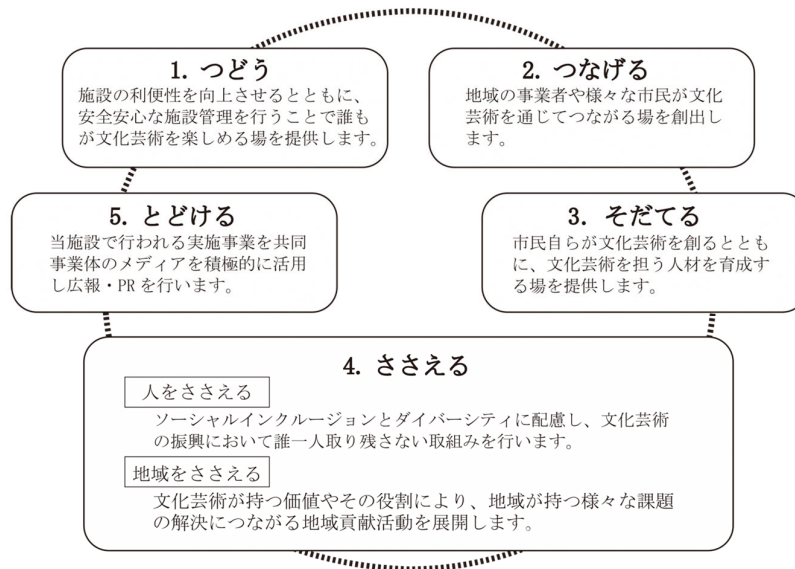 1. つどう
施設の利便性を向上させるとともに、
安全安心な施設管理を行うことで誰も
が文化芸術を楽しめる場を提供します。
2. つなげる
地域の事業者や様々な市民が文化
芸術を通じてつながる場を創出し
ます。
3. そだてる
市民自らが文化芸術を創るととも
に、文化芸術を担う人材を育成す
る場を提供します。
4. ささえる
人をささえる
ソーシャルインクルージョンとダイバーシティに配慮し、文化芸術
の振興において誰一人取り残さない取組みを行います。
地域をささえる
文化芸術が持つ価値やその役割により、地域が持つ様々な課題
の解決につながる地域貢献活動を展開します。
5. とどける
当施設で行われる実施事業を共同
事業体のメディアを積極的に活用
し広報・PR を行います。